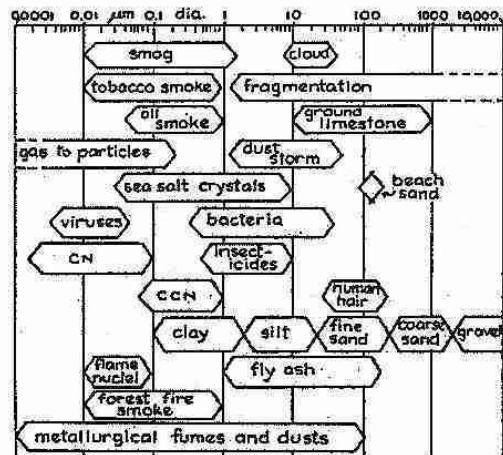 0.0001 0.01 µm 0.1 dia. 1 10 100 1000 10,000
smog cloud
tobacco smoke fragmentation
oil smoke ground limestone
gas to particles dust storm
sea salt crystals beach sand
viruses bacteria
CN insect-icides
CCN human hair
clay silt fine sand coarse sand gravel
flame nuclei fly ash
forest fire smoke
metallurgical fumes and dusts